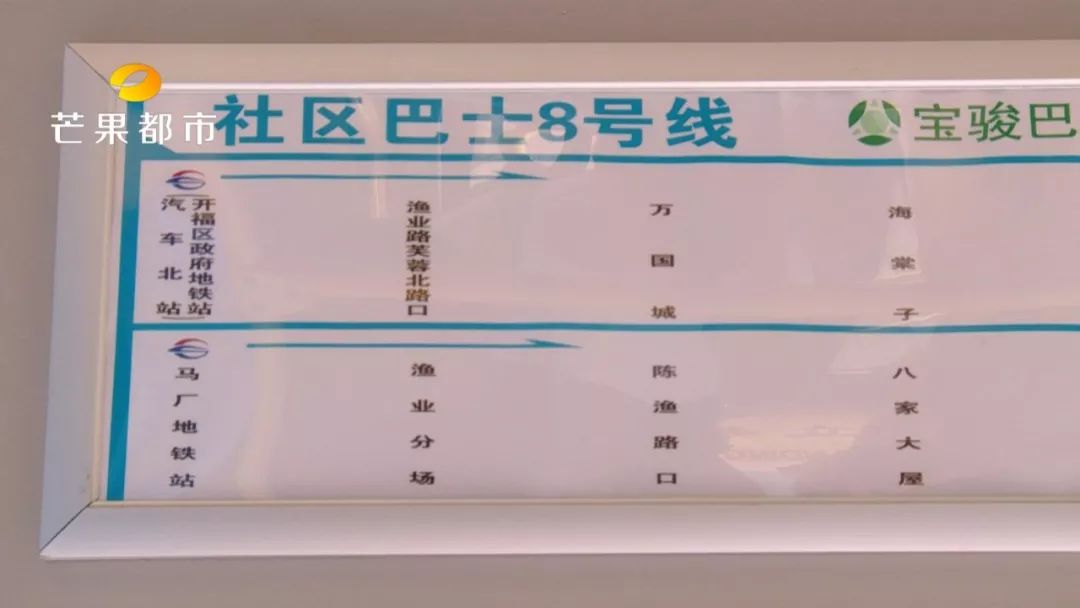 芒果都市
社区巴士8号线
宝骏巴
汽车北站
(开福区政府地铁站)
渔业路芙蓉北路口
万国城
海棠子
马厂地铁站
渔业分场
陈渔路口
八家大屋